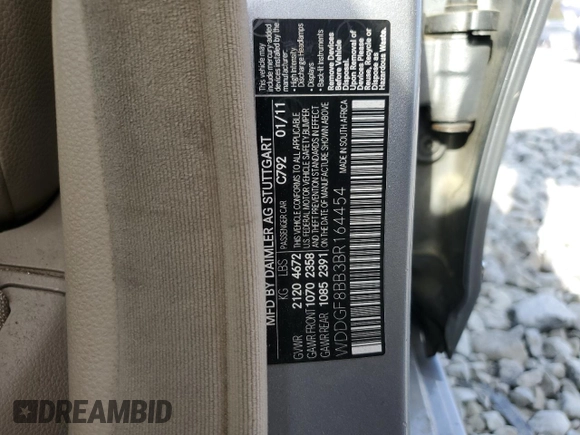 This vehicle may
include mercury-added
devices installed by the
manufacturer:
• High Intensity
Discharge Headlamps
• Displays
• Back-lit Instruments
Remove Devices
Before Vehicle
Disposal.
Upon Removal of
Devices Please
Reuse, Recycle or
Dispose as
Hazardous Waste.
MFD BY DAIMLER AG STUTTGART
PASSENGER CAR C792 01/11
KG LBS
GVWR 2120 4672
GAWR FRONT 1070 2358
GAWR REAR 1085 2391
THIS VEHICLE CONFORMS TO ALL APPLICABLE
U.S. FEDERAL MOTOR VEHICLE SAFETY, BUMPER
AND THEFT PREVENTION STANDARDS IN EFFECT
ON THE DATE OF MANUFACTURE SHOWN ABOVE
WDDGF8BB3BR164454 MADE IN SOUTH AFRICA
DREAMBID